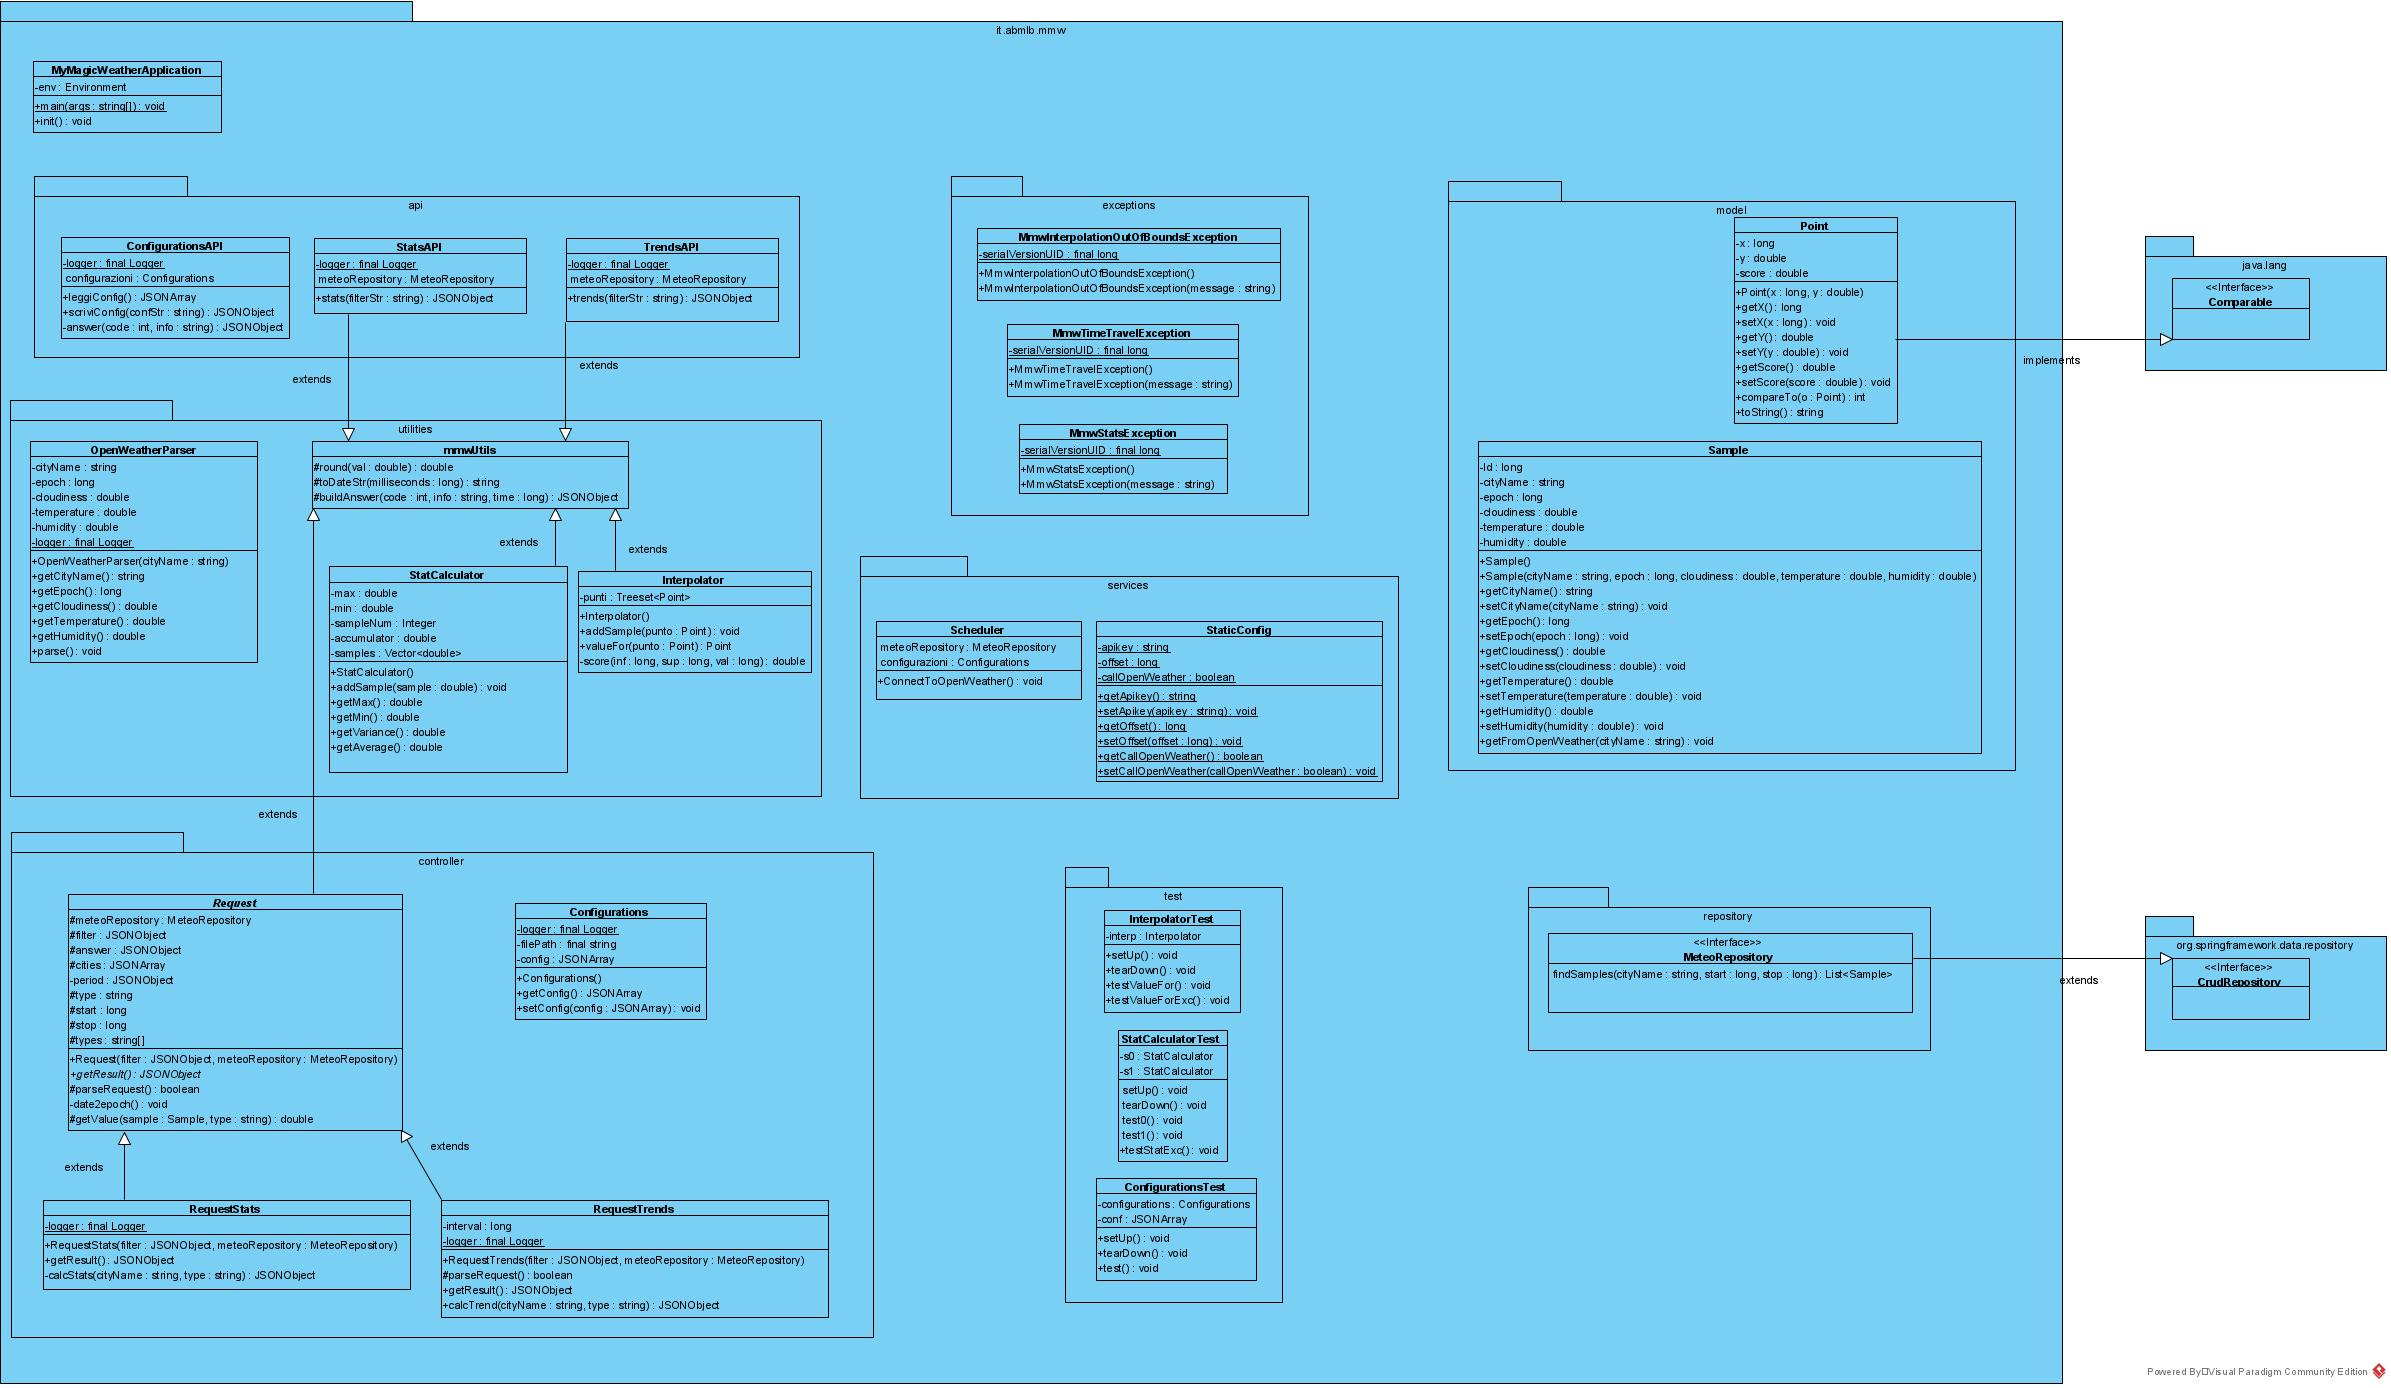 it.abmlb.mmw
MyMagicWeatherApplication
-env : Environment
+main(args : string[]) : void
+init() : void
api
ConfigurationsAPI
-logger : final Logger
configurazioni : Configurations
+leggiConfig() : JSONArray
+scriviConfig(confStr : string) : JSONObject
-answer(code : int, info : string) : JSONObject
StatsAPI
-logger : final Logger
meteoRepository : MeteoRepository
+stats(filterStr : string) : JSONObject
TrendsAPI
-logger : final Logger
meteoRepository : MeteoRepository
+trends(filterStr : string) : JSONObject
extends
extends
exceptions
MmwInterpolationOutOfBoundsException
-serialVersionUID : final long
+MmwInterpolationOutOfBoundsException()
+MmwInterpolationOutOfBoundsException(message : string)
MmwTimeTravelException
-serialVersionUID : final long
+MmwTimeTravelException()
+MmwTimeTravelException(message : string)
MmwStatsException
-serialVersionUID : final long
+MmwStatsException()
+MmwStatsException(message : string)
model
Point
-x : long
-y : double
-score : double
+Point(x : long, y : double)
+getX() : long
+setX(x : long) : void
+getY() : double
+setY(y : double) : void
+getScore() : double
+setScore(score : double) : void
+compareTo(o : Point) : int
+toString() : string
implements
java.lang
<<Interface>>
Comparable
Sample
-Id : long
-cityName : string
-epoch : long
-cloudiness : double
-temperature : double
-humidity : double
+Sample()
+Sample(cityName : string, epoch : long, cloudiness : double, temperature : double, humidity : double)
+getCityName() : string
+setCityName(cityName : string) : void
+getEpoch() : long
+setEpoch(epoch : long) : void
+getCloudiness() : double
+setCloudiness(cloudiness : double) : void
+getTemperature() : double
+setTemperature(temperature : double) : void
+getHumidity() : double
+setHumidity(humidity : double) : void
+getFromOpenWeather(cityName : string) : void
utilities
OpenWeatherParser
-cityName : string
-epoch : long
-cloudiness : double
-temperature : double
-humidity : double
-logger : final Logger
+OpenWeatherParser(cityName : string)
+getCityName() : string
+getEpoch() : long
+getCloudiness() : double
+getTemperature() : double
+getHumidity() : double
+parse() : void
mmwUtils
#round(val : double) : double
#toDateStr(milliseconds : long) : string
#buildAnswer(code : int, info : string, time : long) : JSONObject
extends
extends
StatCalculator
-max : double
-min : double
-sampleNum : Integer
-accumulator : double
-samples : Vector<double>
+StatCalculator()
+addSample(sample : double) : void
+getMax() : double
+getMin() : double
+getVariance() : double
+getAverage() : double
Interpolator
-punti : Treeset<Point>
+Interpolator()
+addSample(punto : Point) : void
+valueFor(punto : Point) : Point
-score(inf : long, sup : long, val : long) : double
extends
services
Scheduler
meteoRepository : MeteoRepository
configurazioni : Configurations
+ConnectToOpenWeather() : void
StaticConfig
-apikey : string
-offset : long
-callOpenWeather : boolean
+getApikey() : string
+setApikey(apikey : string) : void
+getOffset() : long
+setOffset(offset : long) : void
+getCallOpenWeather() : boolean
+setCallOpenWeather(callOpenWeather : boolean) : void
controller
Request
#meteoRepository : MeteoRepository
#filter : JSONObject
#answer : JSONObject
#cities : JSONArray
-period : JSONObject
#type : string
#start : long
#stop : long
#types : string[]
+Request(filter : JSONObject, meteoRepository : MeteoRepository)
+getResult() : JSONObject
#parseRequest() : boolean
-date2epoch() : void
#getValue(sample : Sample, type : string) : double
Configurations
-logger : final Logger
-filePath : final string
-config : JSONArray
+Configurations()
+getConfig() : JSONArray
+setConfig(config : JSONArray) : void
extends
extends
RequestStats
-logger : final Logger
+RequestStats(filter : JSONObject, meteoRepository : MeteoRepository)
+getResult() : JSONObject
-calcStats(cityName : string, type : string) : JSONObject
RequestTrends
-interval : long
-logger : final Logger
+RequestTrends(filter : JSONObject, meteoRepository : MeteoRepository)
#parseRequest() : boolean
+getResult() : JSONObject
+calcTrend(cityName : string, type : string) : JSONObject
test
InterpolatorTest
-interp : Interpolator
+setUp() : void
+tearDown() : void
+testValueFor() : void
+testValueForExc() : void
StatCalculatorTest
-s0 : StatCalculator
-s1 : StatCalculator
setUp() : void
tearDown() : void
test0() : void
test1() : void
+testStatExc() : void
ConfigurationsTest
-configurations : Configurations
-conf : JSONArray
+setUp() : void
+tearDown() : void
+test() : void
repository
<<Interface>>
MeteoRepository
findSamples(cityName : string, start : long, stop : long) : List<Sample>
extends
org.springframework.data.repository
<<Interface>>
CrudRepository
Powered By□Visual Paradigm Community Edition